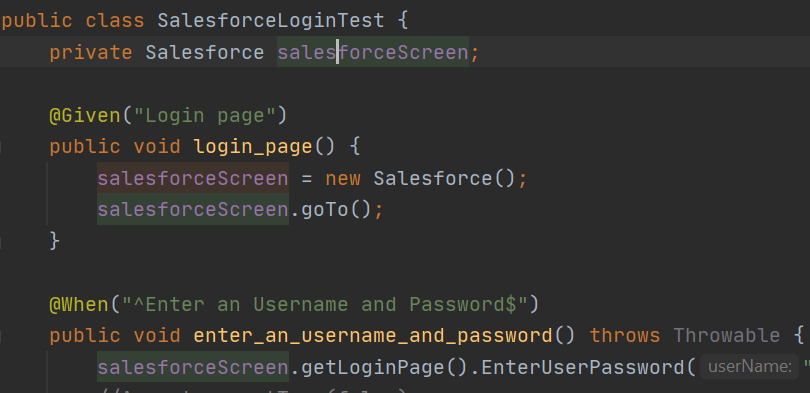 public class SalesforceLoginTest {
private Salesforce salesforceScreen;
@Given("Login page")
public void login_page() {
salesforceScreen = new Salesforce();
salesforceScreen.goTo();
}
@When("^Enter an Username and Password$")
public void enter_an_username_and_password() throws Throwable {
salesforceScreen.getLoginPage().EnterUserPassword( userName: "